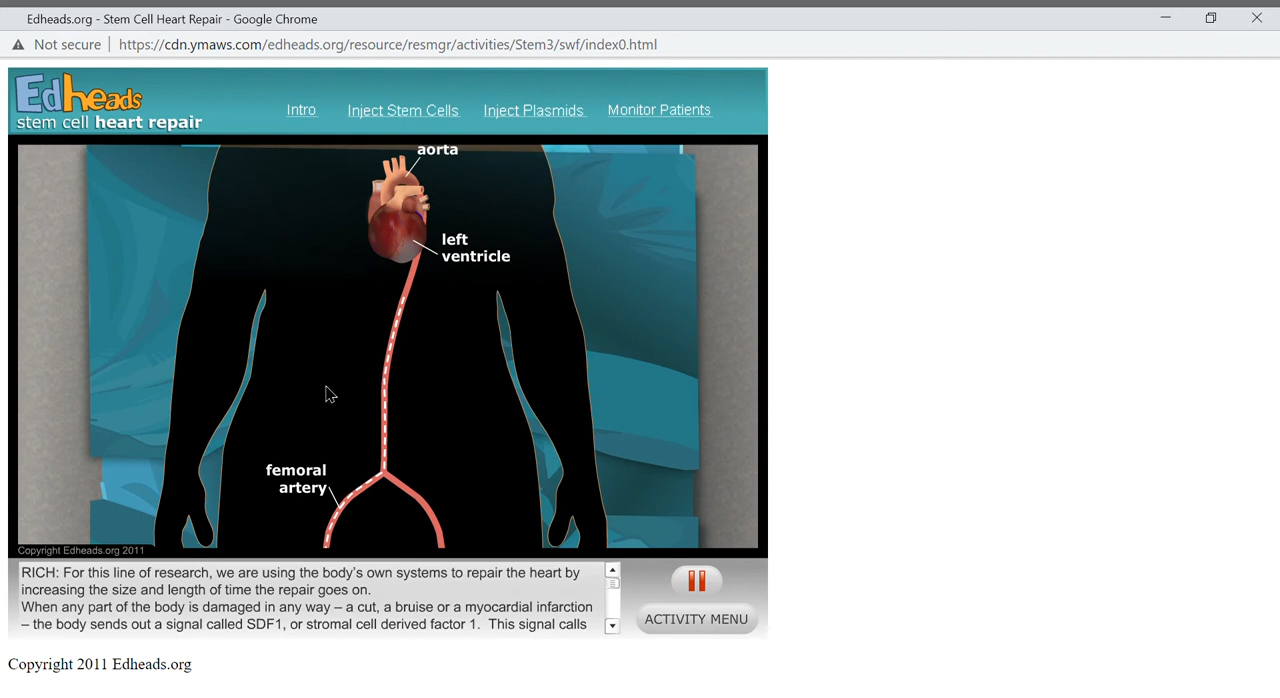 Edheads.org - Stem Cell Heart Repair - Google Chrome
Not secure | https://cdn.ymaws.com/edheads.org/resource/resmgr/activities/Stem3/swf/index0.html
Edheads
stem cell heart repair
Intro Inject Stem Cells Inject Plasmids Monitor Patients
aorta
left
ventricle
femoral
artery
Copyright Edheads.org 2011
RICH: For this line of research, we are using the body's own systems to repair the heart by
increasing the size and length of time the repair goes on.
When any part of the body is damaged in any way – a cut, a bruise or a myocardial infarction
– the body sends out a signal called SDF1, or stromal cell derived factor 1. This signal calls
ACTIVITY MENU
Copyright 2011 Edheads.org